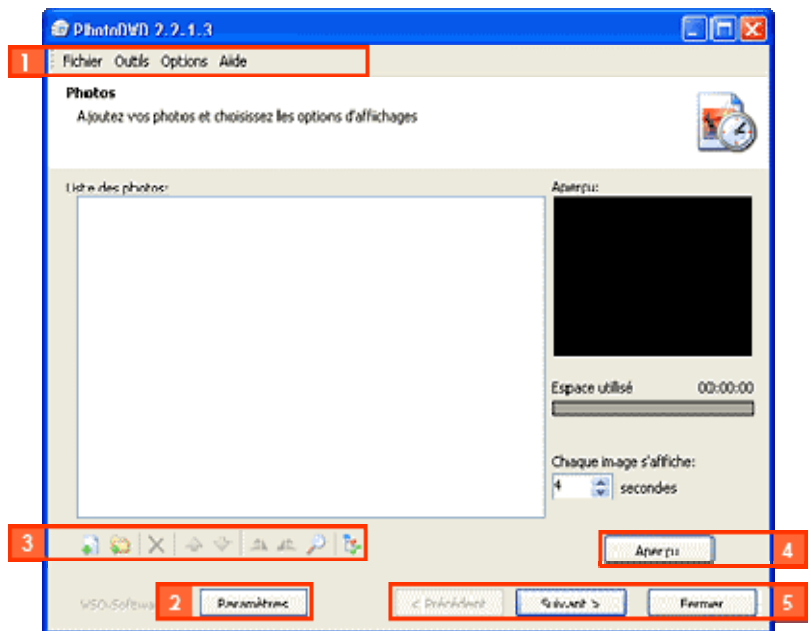 PhotoDVD 2.2.1.3
1
Fichier Outils Options Aide
Photos
Ajoutez vos photos et choisissez les options d'affichages
Liste des photos:
Aperçu:
Espace utilisé 00:00:00
Chaque image s'affiche:
4 secondes
3
Aperçu 4
VSO-Software 2 Paramètres < Précédent Suivant > Fermer 5